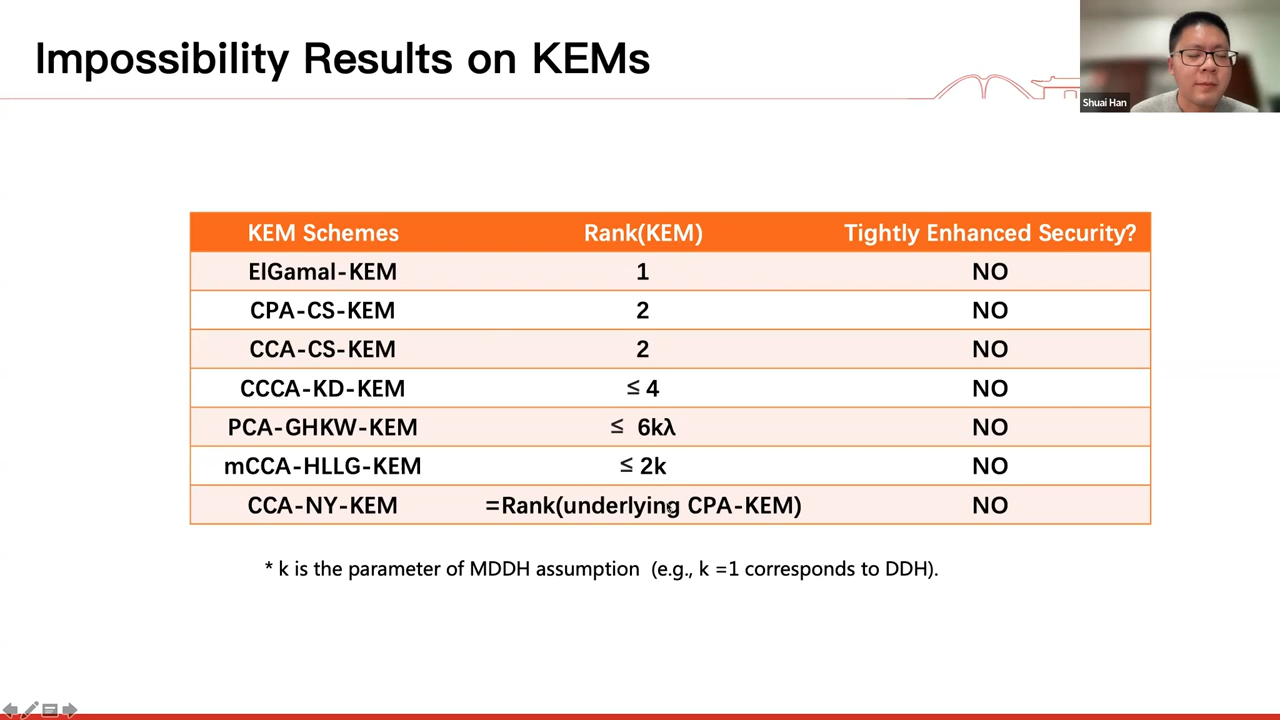 Impossibility Results on KEMs
Shuai Han
KEM Schemes Rank(KEM) Tightly Enhanced Security?
ElGamal-KEM 1 NO
CPA-CS-KEM 2 NO
CCA-CS-KEM 2 NO
CCCA-KD-KEM ≤ 4 NO
PCA-GHKW-KEM ≤ 6kλ NO
mCCA-HLLG-KEM ≤ 2k NO
CCA-NY-KEM =Rank(underlying CPA-KEM) NO
* k is the parameter of MDDH assumption (e.g., k =1 corresponds to DDH).